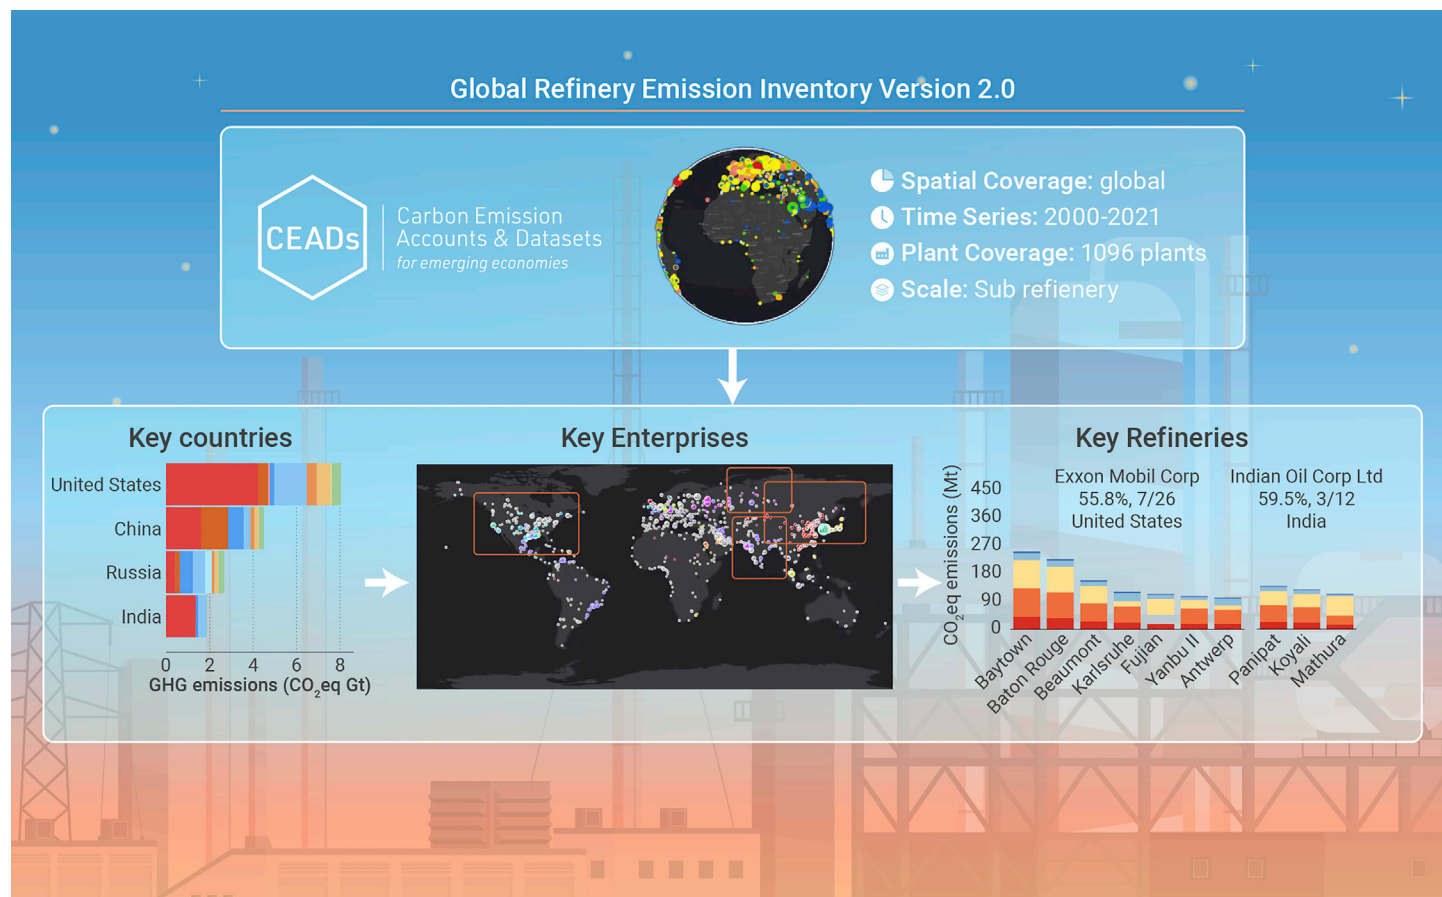 Global Refinery Emission Inventory Version 2.0
CEADs
Carbon Emission
Accounts & Datasets
for emerging economies
Spatial Coverage: global
Time Series: 2000-2021
Plant Coverage: 1096 plants
Scale: Sub refienery
Key countries
United States
China
Russia
India
0 2 4 6 8
GHG emissions (CO₂eq Gt)
Key Enterprises
Key Refineries
CO₂eq emissions (Mt)
450
360
270
180
90
0
Exxon Mobil Corp
55.8%, 7/26
United States
Indian Oil Corp Ltd
59.5%, 3/12
India
Baytown
Baton Rouge
Beaumont
Karlsruhe
Fujian
Yanbu II
Antwerp
Panipat
Koyali
Mathura